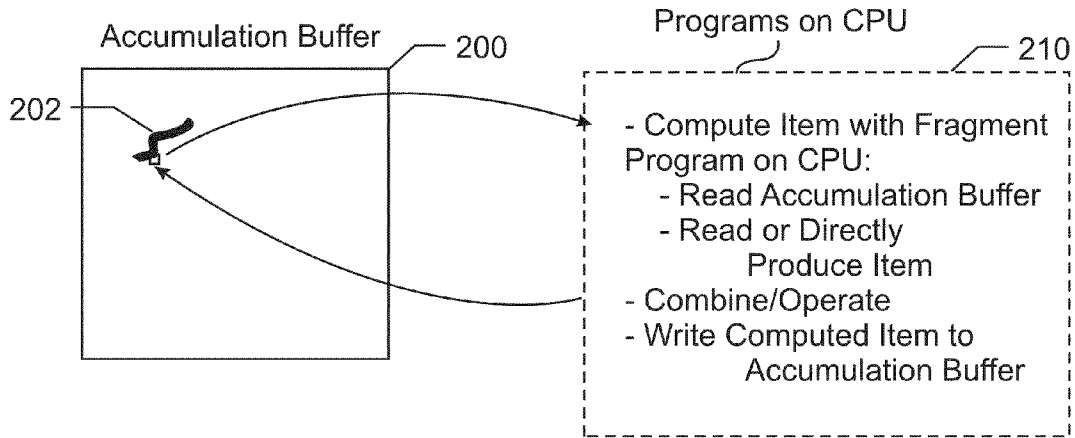 Programs on CPU
Accumulation Buffer
200
210
202
- Compute Item with Fragment
Program on CPU:
- Read Accumulation Buffer
- Read or Directly
Produce Item
- Combine/Operate
- Write Computed Item to
Accumulation Buffer